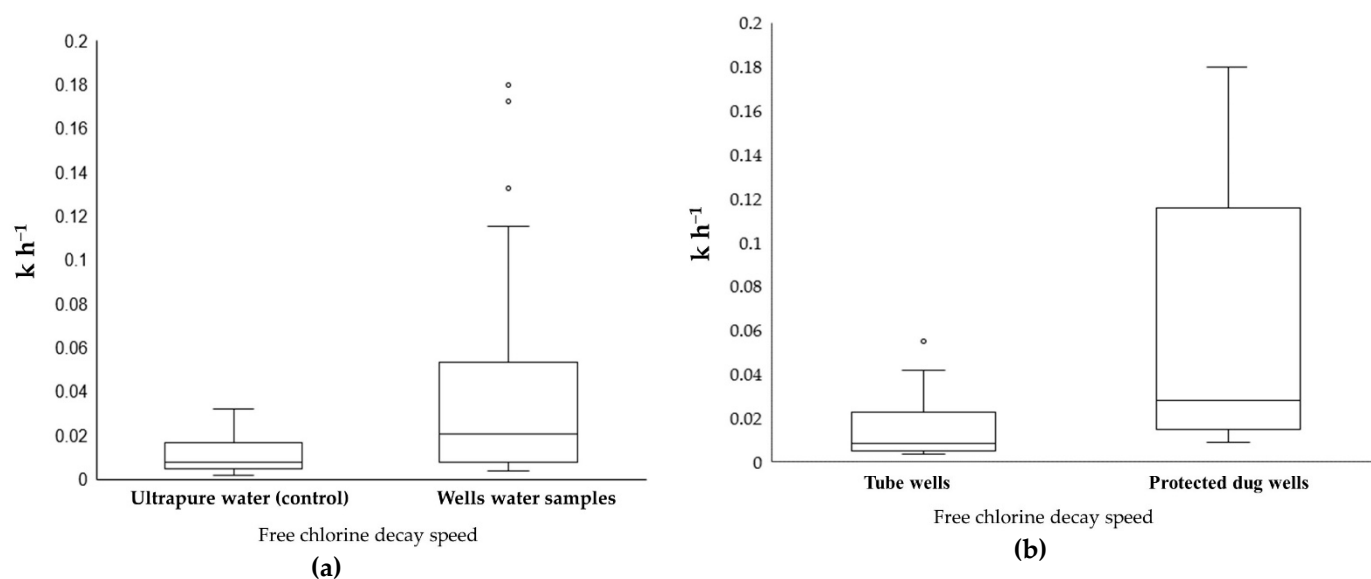 0.2
0.18
0.16
0.14
0.12
0.1
0.08
0.06
0.04
0.02
0
k h⁻¹
Ultrapure water (control) Wells water samples
Free chlorine decay speed
(a)
0.2
0.18
0.16
0.14
0.12
0.1
0.08
0.06
0.04
0.02
0
k h⁻¹
Tube wells Protected dug wells
Free chlorine decay speed
(b)